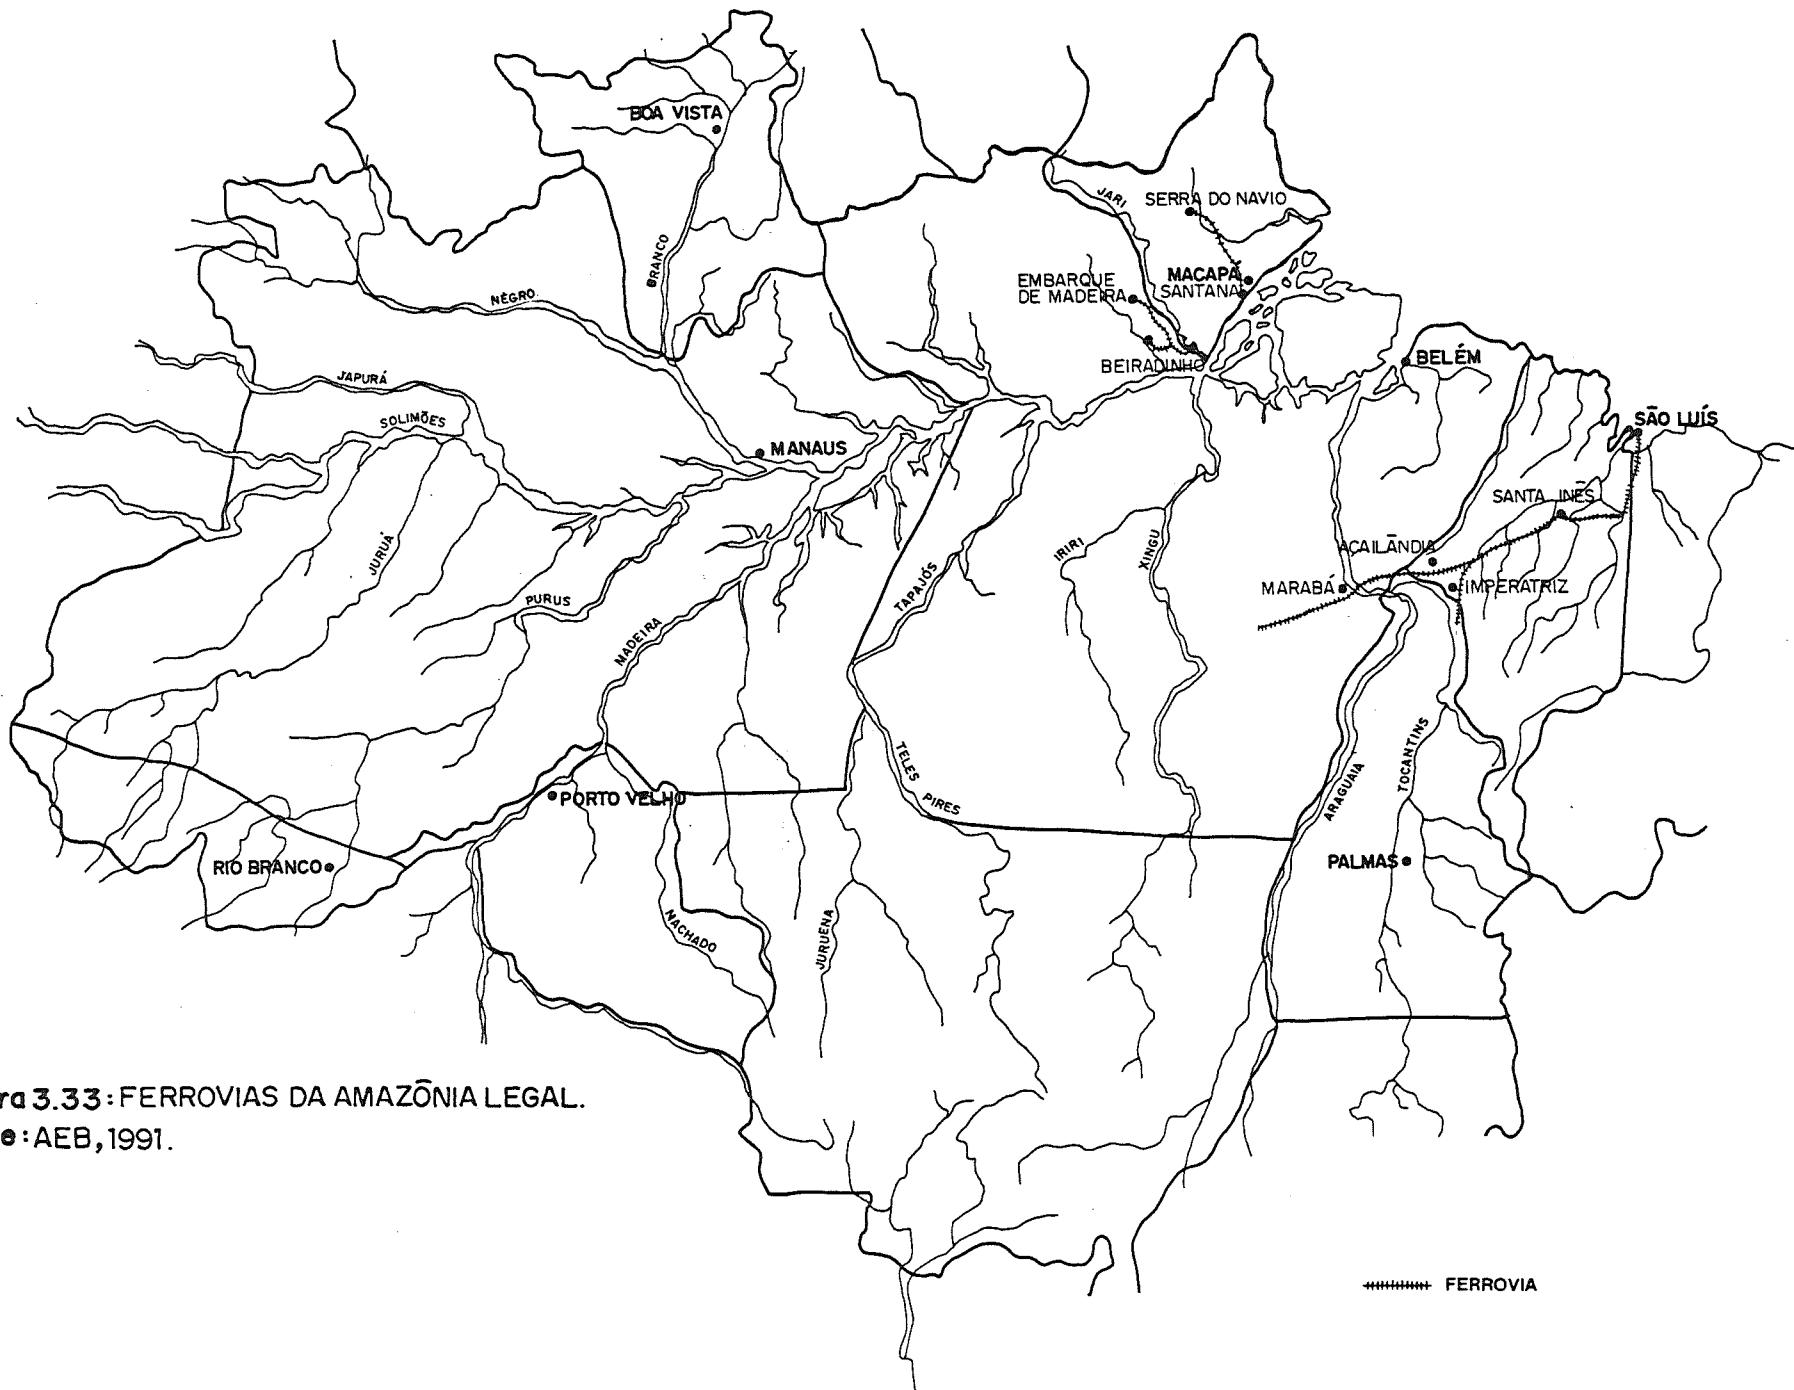 BOA VISTA
JARI
SERRA DO NAVIO
BRANCO
MACAPÁ
EMBARQUE
DE MADEIRA
SANTANA
NEGRO
BEIRADINHO
BELÉM
JAPURÁ
SOLIMÕES
SÃO LUÍS
MANAUS
SANTA INÊS
JURUÁ
IRIRI
XINGU
AÇAILÂNDIA
TAPAJÓS
MARABÁ
IMPERATRIZ
PURUS
MADEIRA
TELES
PIRES
TOCANTINS
ARAGUAIA
PORTO VELHO
RIO BRANCO
PALMAS
MACHADO
JURUENA
ra 3.33: FERROVIAS DA AMAZÔNIA LEGAL.
e: AEB, 1991.
FERROVIA